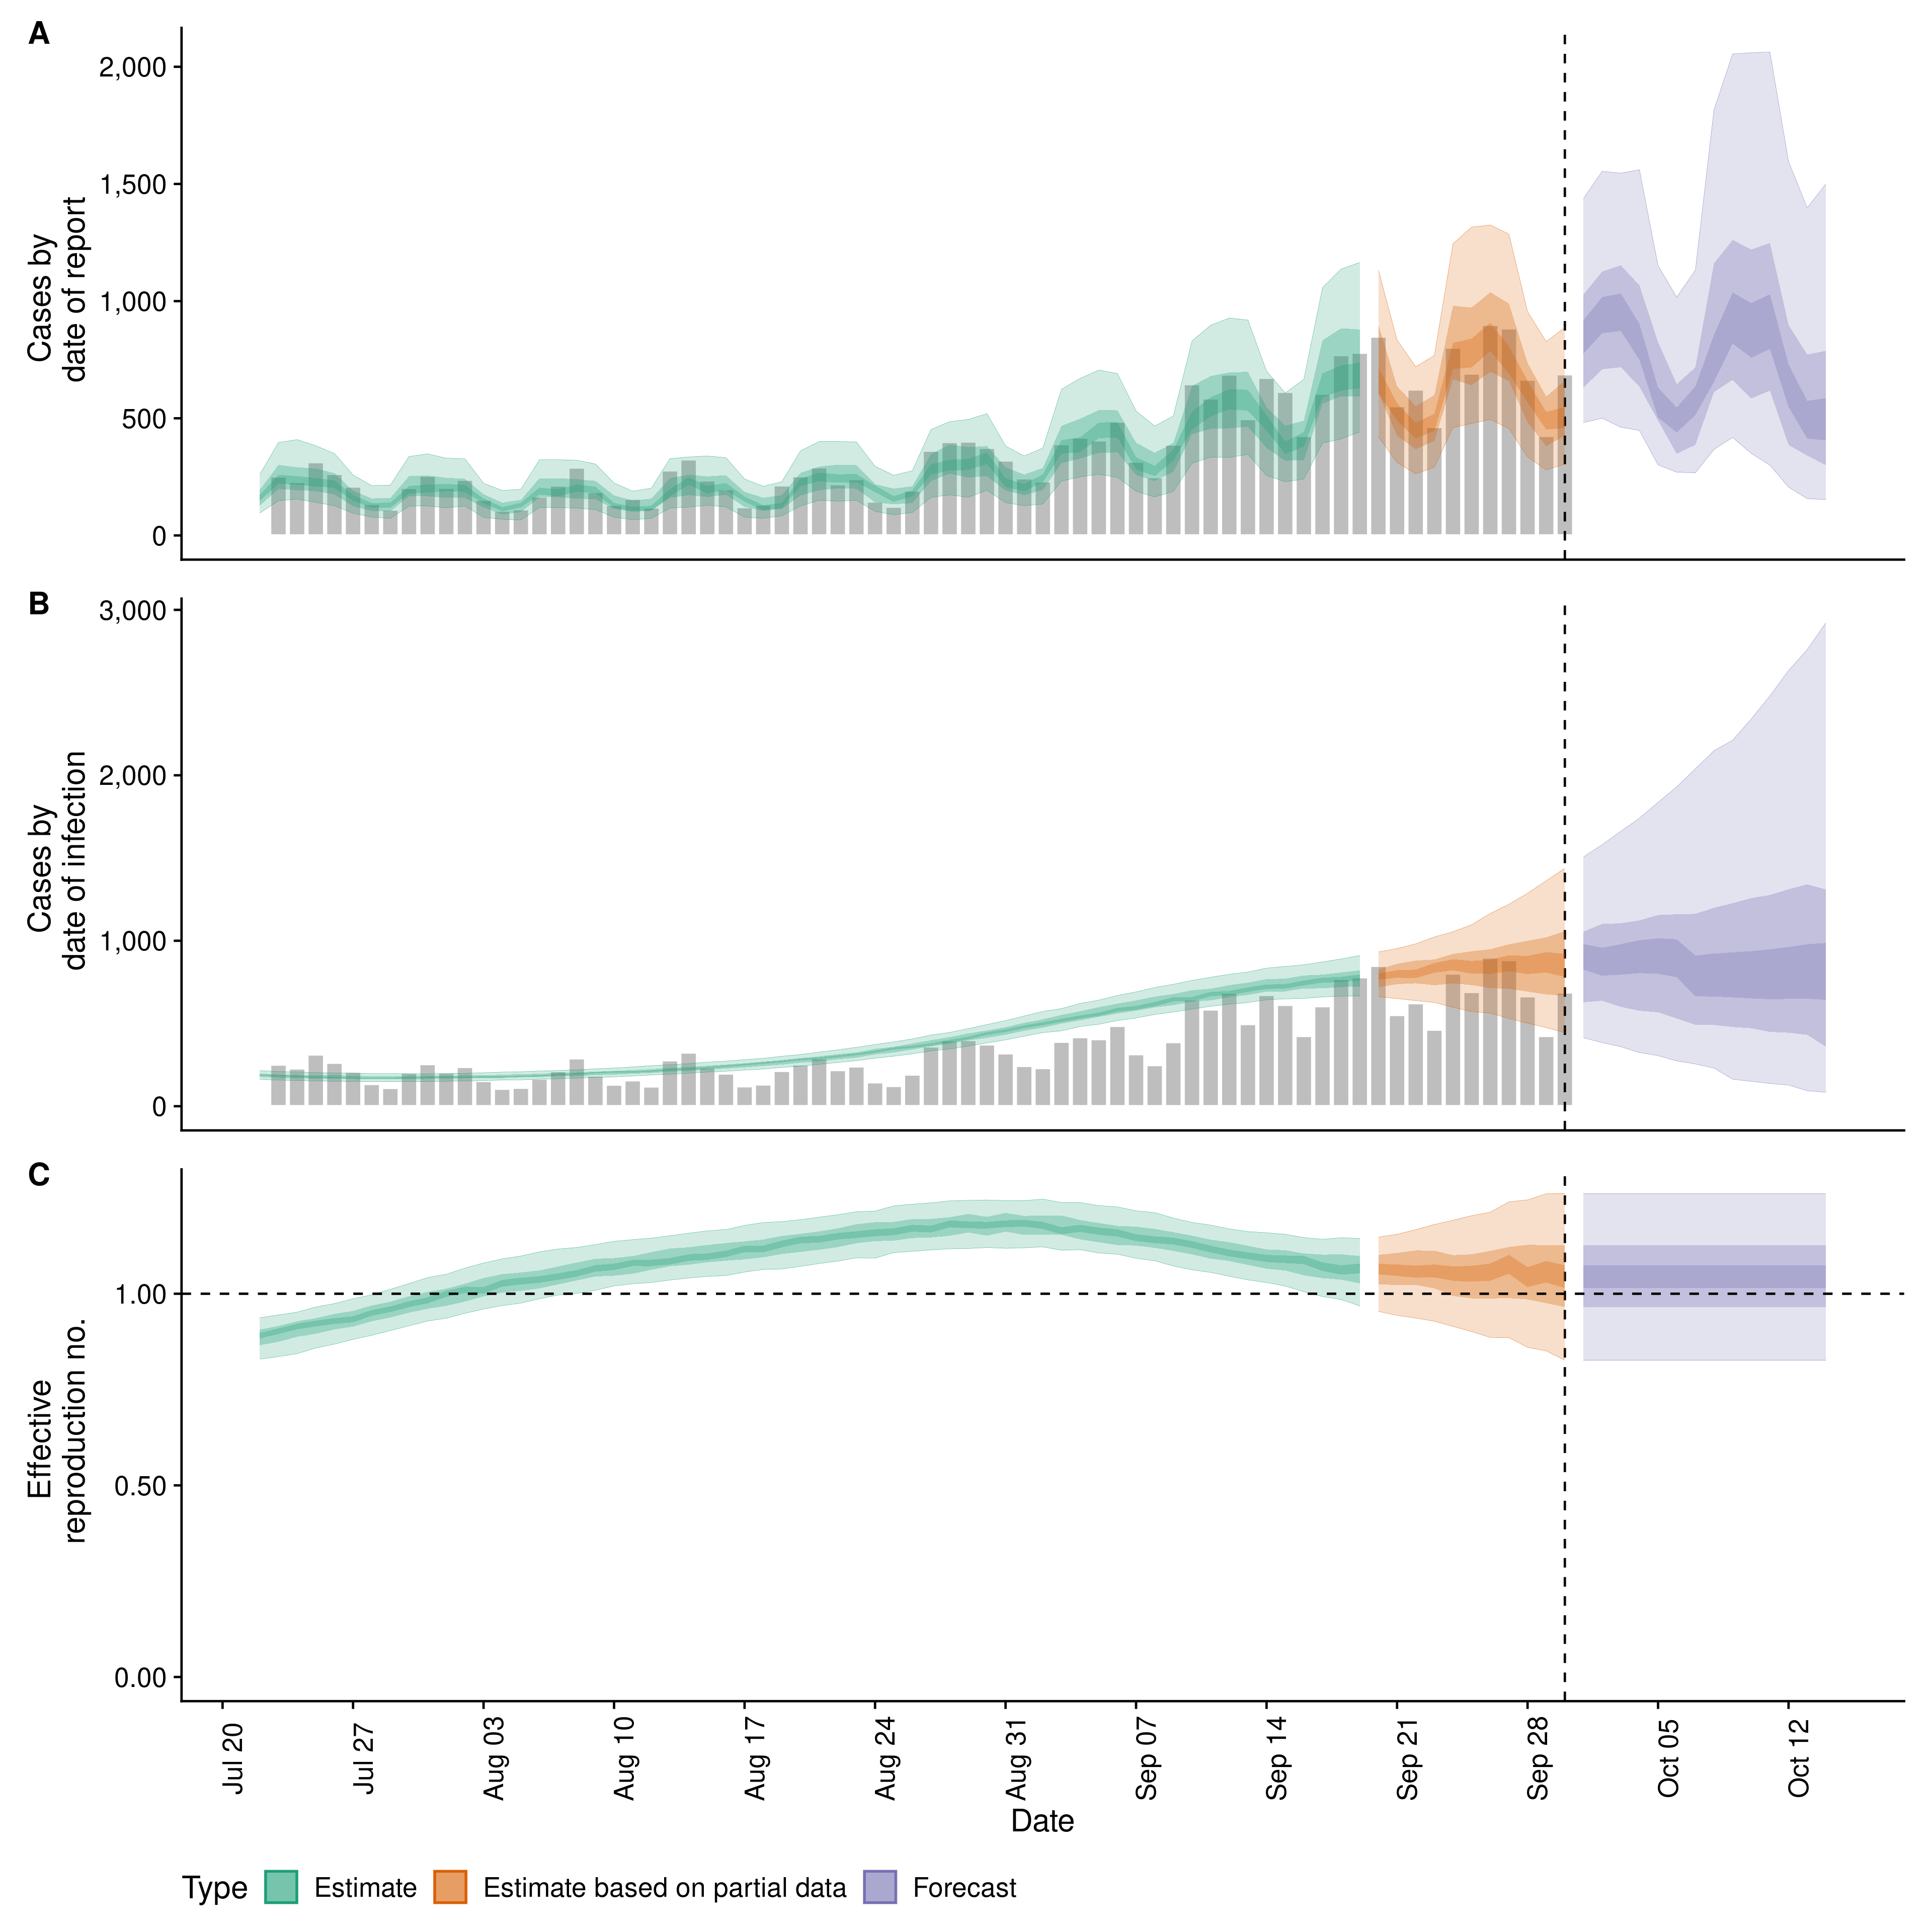 A
2,000
1,500
1,000
500
0
Cases by
date of report
B
3,000
2,000
1,000
0
Cases by
date of infection
C
1.00
0.50
0.00
Effective
reproduction no.
Jul 20
Jul 27
Aug 03
Aug 10
Aug 17
Aug 24
Aug 31
Sep 07
Sep 14
Sep 21
Sep 28
Oct 05
Oct 12
Date
Type Estimate Estimate based on partial data Forecast